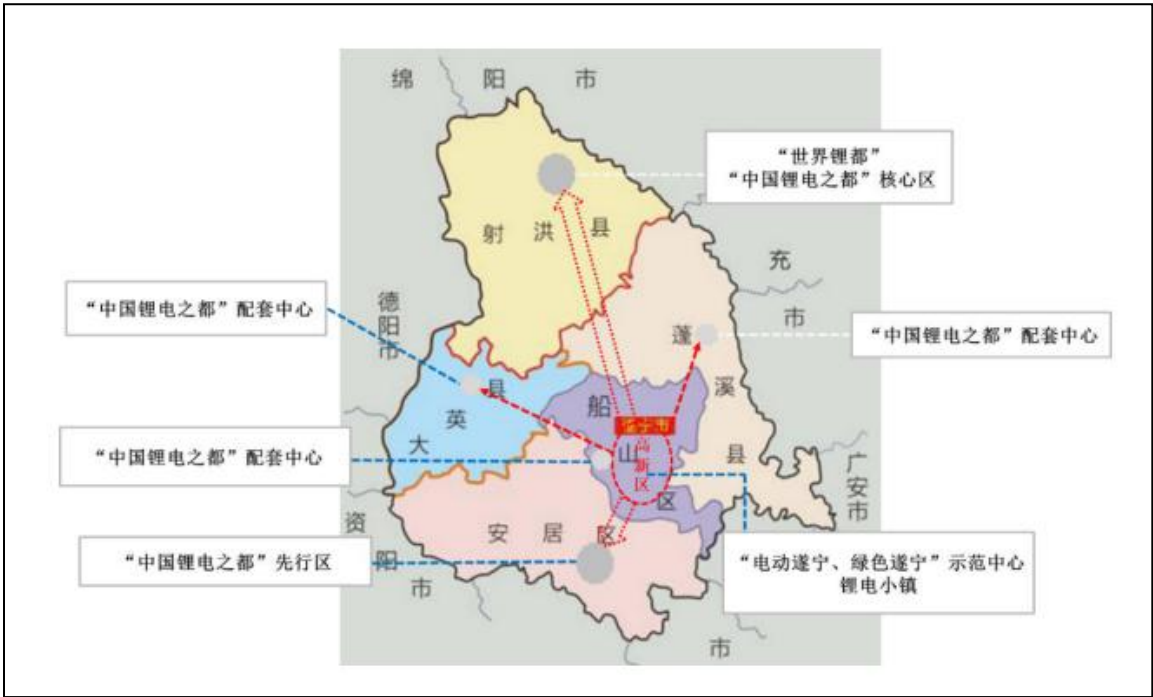 绵 阳 市
“世界锂都”
“中国锂电之都”核心区
射 洪 县
充
市
德
阳
市
“中国锂电之都”配套中心
蓬
溪
县
“中国锂电之都”配套中心
大 英 县
船
山
区
遂宁市
高
新
区
“中国锂电之都”配套中心
广
安
市
资
阳
市
安 居 区
“中国锂电之都”先行区
“电动遂宁、绿色遂宁”示范中心
锂电小镇
市